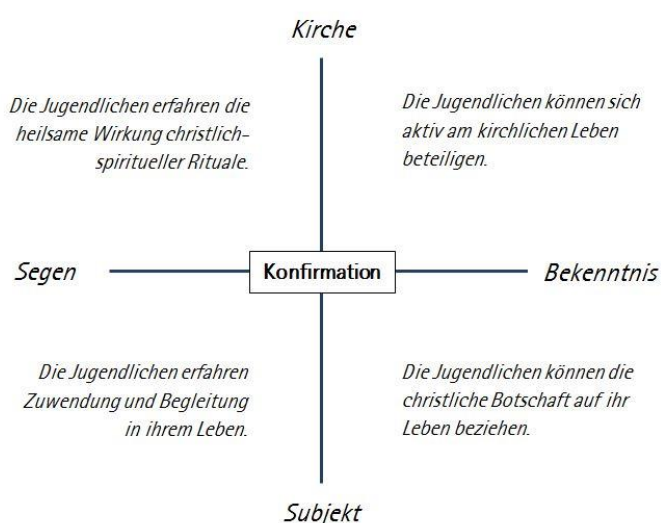 Kirche
Die Jugendlichen erfahren die
heilsame Wirkung christlich-
spiritueller Rituale.
Die Jugendlichen können sich
aktiv am kirchlichen Leben
beteiligen.
Segen
Konfirmation
Bekenntnis
Die Jugendlichen erfahren
Zuwendung und Begleitung
in ihrem Leben.
Die Jugendlichen können die
christliche Botschaft auf ihr
Leben beziehen.
Subjekt